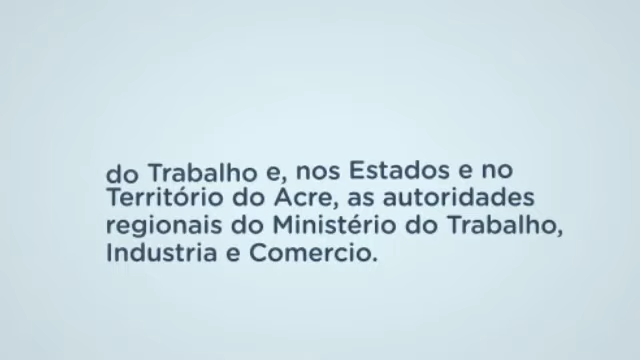 do Trabalho e, nos Estados e no
Território do Acre, as autoridades
regionais do Ministério do Trabalho,
Industria e Comercio.